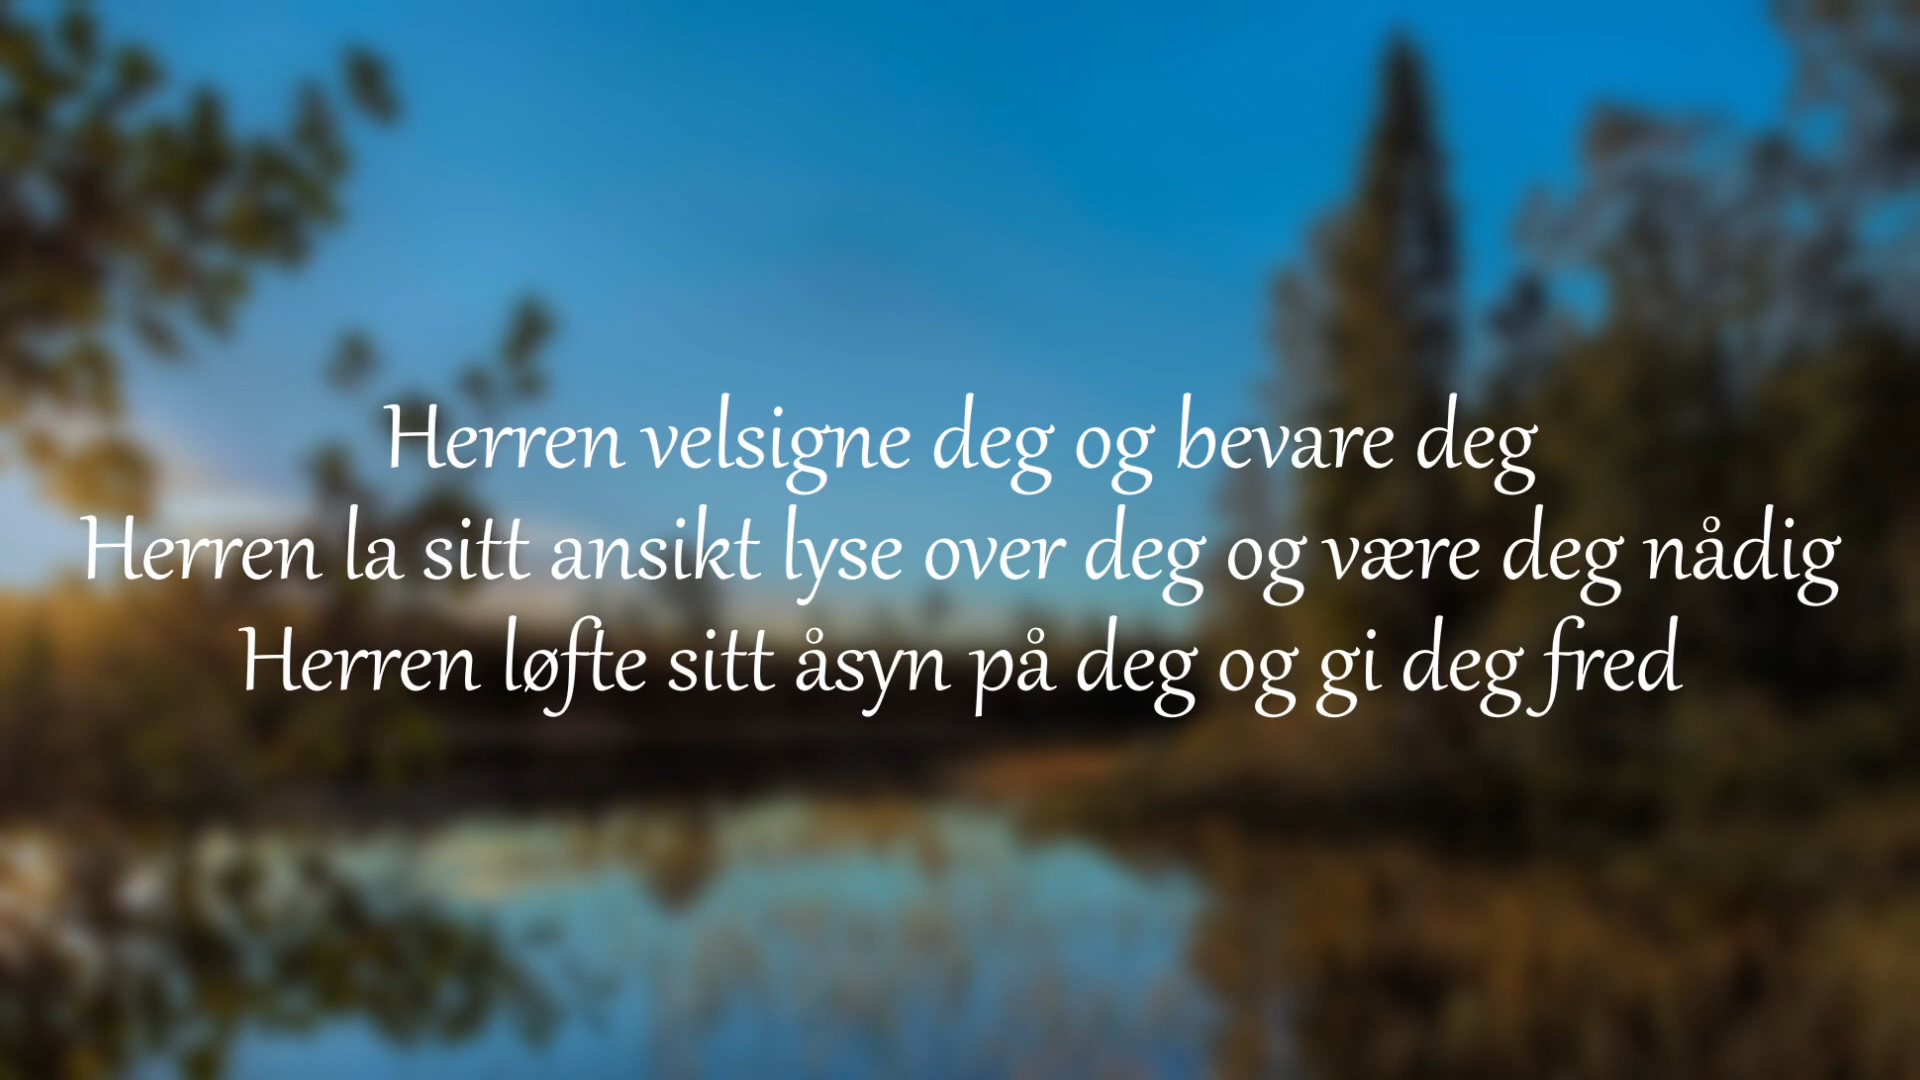 Herren velsigne deg og bevare deg
Herren la sitt ansikt lyse over deg og være deg nådig
Herren løfte sitt åsyn på deg og gi deg fred